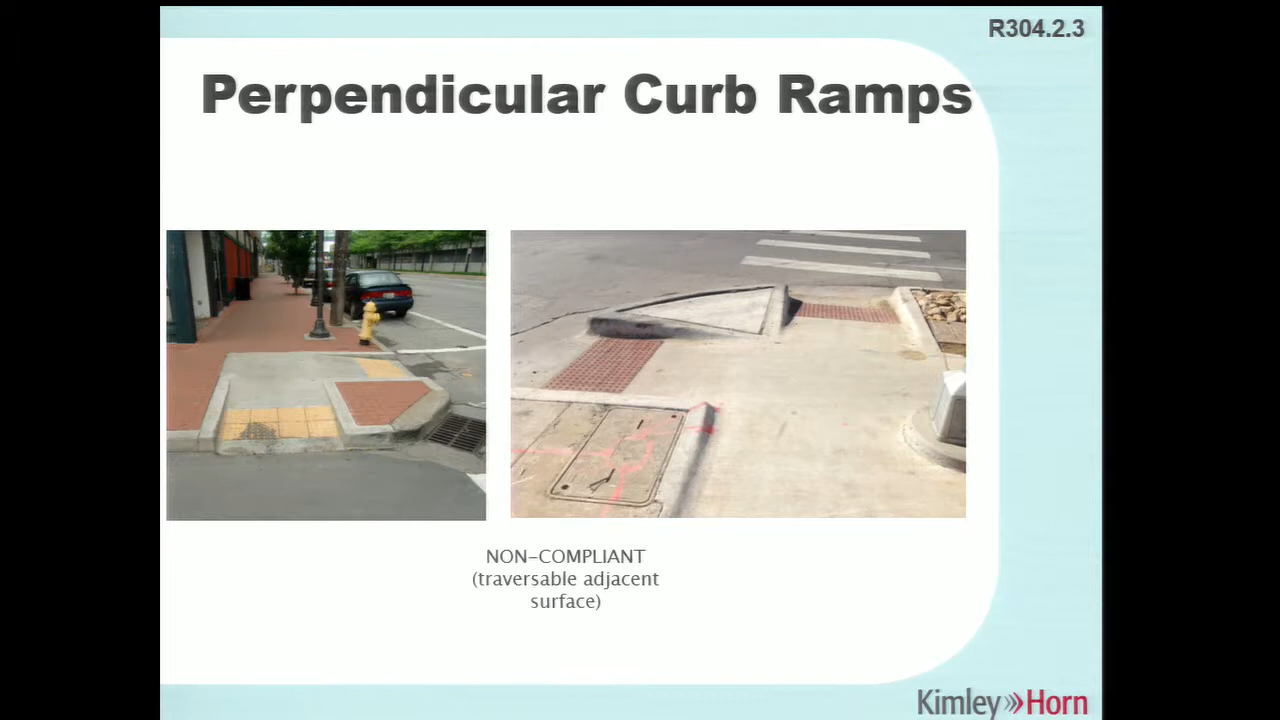 R304.2.3
Perpendicular Curb Ramps
NON-COMPLIANT
(traversable adjacent
surface)
Kimley»Horn